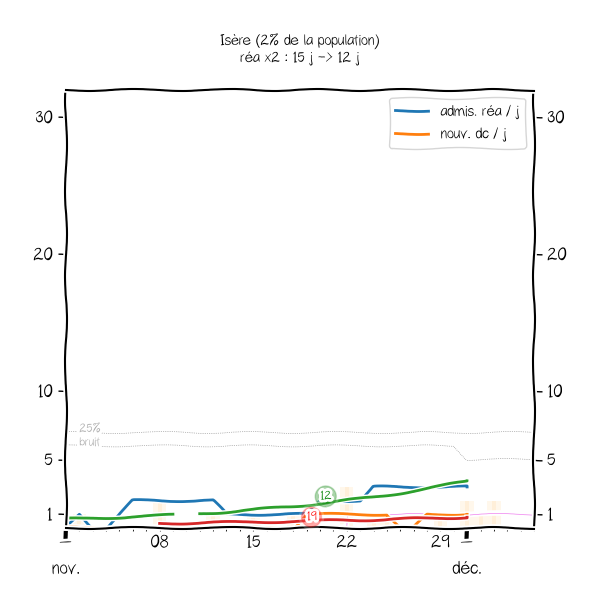 Isère (2% de la population)
réa x2 : 15 j -> 12 j
admis. réa / j
nouv. dc / j
30
30
20
20
10
10
25%
bruit
5
5
12
19
1
1
08
15
22
29
nov.
déc.